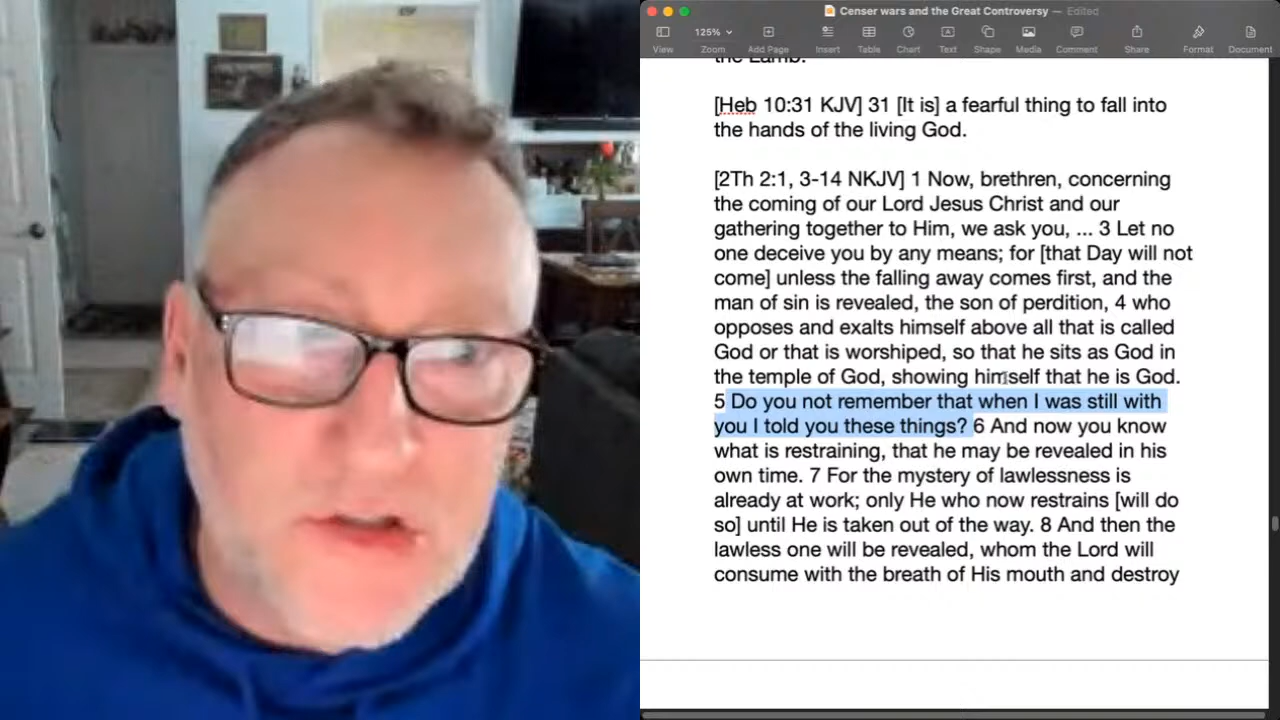 Censer wars and the Great Controversy — Edited
125%
View Zoom Add Page Insert Table Chart Text Shape Media Comment Share Format Document
the Lamb.
[Heb 10:31 KJV] 31 [It is] a fearful thing to fall into
the hands of the living God.
[2Th 2:1, 3-14 NKJV] 1 Now, brethren, concerning
the coming of our Lord Jesus Christ and our
gathering together to Him, we ask you, ... 3 Let no
one deceive you by any means; for [that Day will not
come] unless the falling away comes first, and the
man of sin is revealed, the son of perdition, 4 who
opposes and exalts himself above all that is called
God or that is worshiped, so that he sits as God in
the temple of God, showing himself that he is God.
5 Do you not remember that when I was still with
you I told you these things? 6 And now you know
what is restraining, that he may be revealed in his
own time. 7 For the mystery of lawlessness is
already at work; only He who now restrains [will do
so] until He is taken out of the way. 8 And then the
lawless one will be revealed, whom the Lord will
consume with the breath of His mouth and destroy